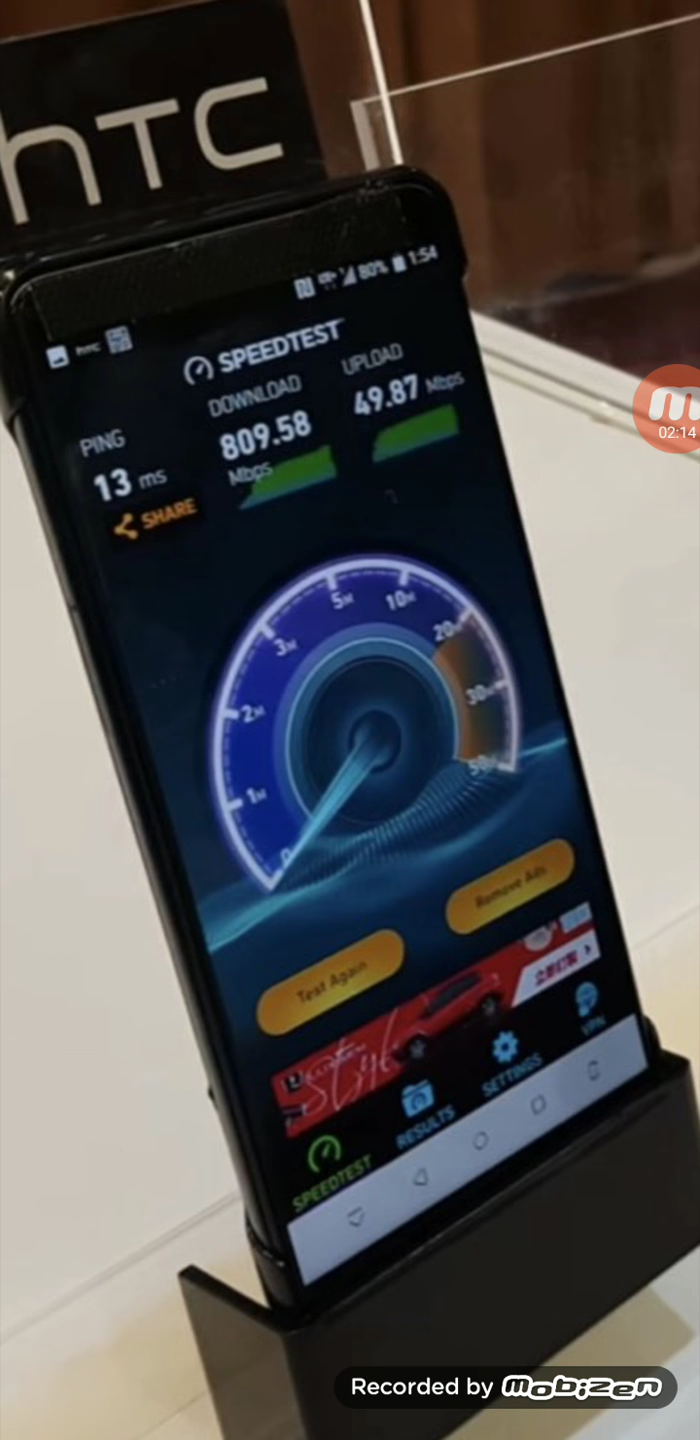 hTC
80% 1:54
htc
SPEEDTEST
PING
13 ms
DOWNLOAD
809.58
Mbps
UPLOAD
49.87 Mbps
SHARE
02:14
0
1M
2M
3M
5M
10M
20M
30M
50M
Test Again
Remove Ads
Style
SPEEDTEST
RESULTS
SETTINGS
VPN
Recorded by mobizen